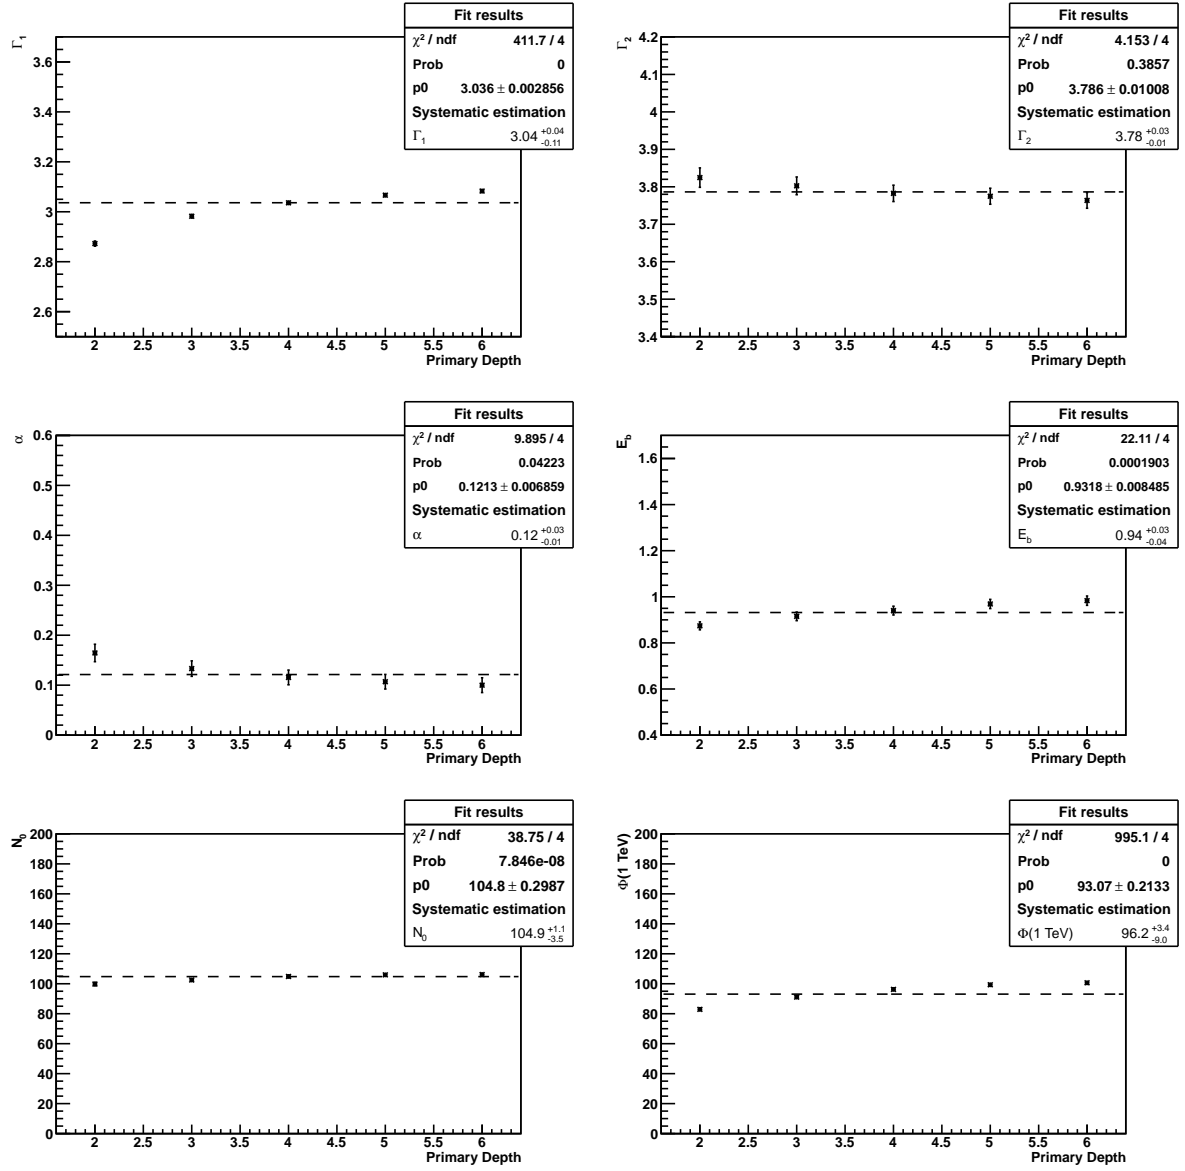 Γ₁
3.6
3.4
3.2
3
2.8
2.6
2 2.5 3 3.5 4 4.5 5 5.5 6
Primary Depth
Fit results
χ² / ndf 411.7 / 4
Prob 0
p0 3.036 ± 0.002856
Systematic estimation
Γ₁ 3.04 +0.04 -0.11
Γ₂
4.2
4.1
4
3.9
3.8
3.7
3.6
3.5
3.4
2 2.5 3 3.5 4 4.5 5 5.5 6
Primary Depth
Fit results
χ² / ndf 4.153 / 4
Prob 0.3857
p0 3.786 ± 0.01008
Systematic estimation
Γ₂ 3.78 +0.03 -0.01
α
0.6
0.5
0.4
0.3
0.2
0.1
0
2 2.5 3 3.5 4 4.5 5 5.5 6
Primary Depth
Fit results
χ² / ndf 9.895 / 4
Prob 0.04223
p0 0.1213 ± 0.006859
Systematic estimation
α 0.12 +0.03 -0.01
E_b
1.6
1.4
1.2
1
0.8
0.6
0.4
2 2.5 3 3.5 4 4.5 5 5.5 6
Primary Depth
Fit results
χ² / ndf 22.11 / 4
Prob 0.0001903
p0 0.9318 ± 0.008485
Systematic estimation
E_b 0.94 +0.03 -0.04
N₀
200
180
160
140
120
100
80
60
40
20
0
2 2.5 3 3.5 4 4.5 5 5.5 6
Primary Depth
Fit results
χ² / ndf 38.75 / 4
Prob 7.846e-08
p0 104.8 ± 0.2987
Systematic estimation
N₀ 104.9 +1.1 -3.5
Φ(1 TeV)
200
180
160
140
120
100
80
60
40
20
0
2 2.5 3 3.5 4 4.5 5 5.5 6
Primary Depth
Fit results
χ² / ndf 995.1 / 4
Prob 0
p0 93.07 ± 0.2133
Systematic estimation
Φ(1 TeV) 96.2 +3.4 -9.0